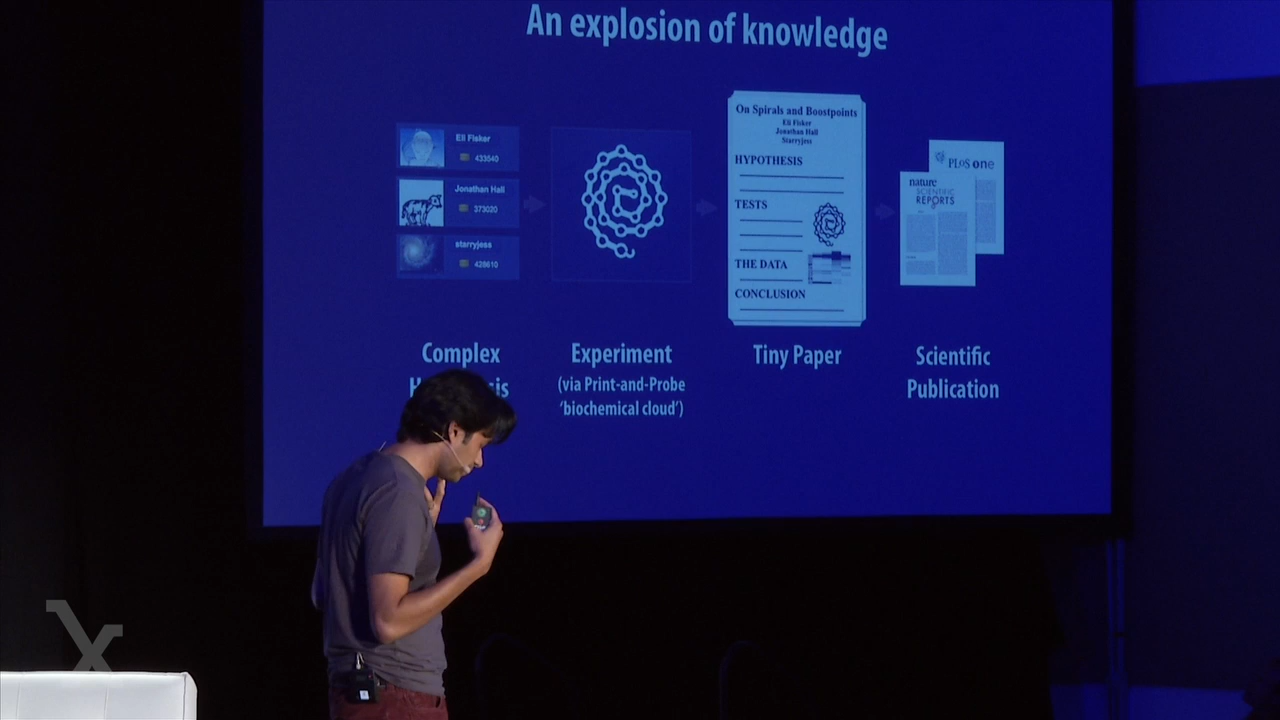 An explosion of knowledge
Eli Fisker
433540
Jonathan Hall
373020
starryjess
428610
On Spirals and Boostpoints
Eli Fisker
Jonathan Hall
Starryjess
HYPOTHESIS
TESTS
THE DATA
CONCLUSION
PLoS one
nature
SCIENTIFIC
REPORTS
Complex
Experiment
(via Print-and-Probe
‘biochemical cloud’)
Tiny Paper
Scientific
Publication